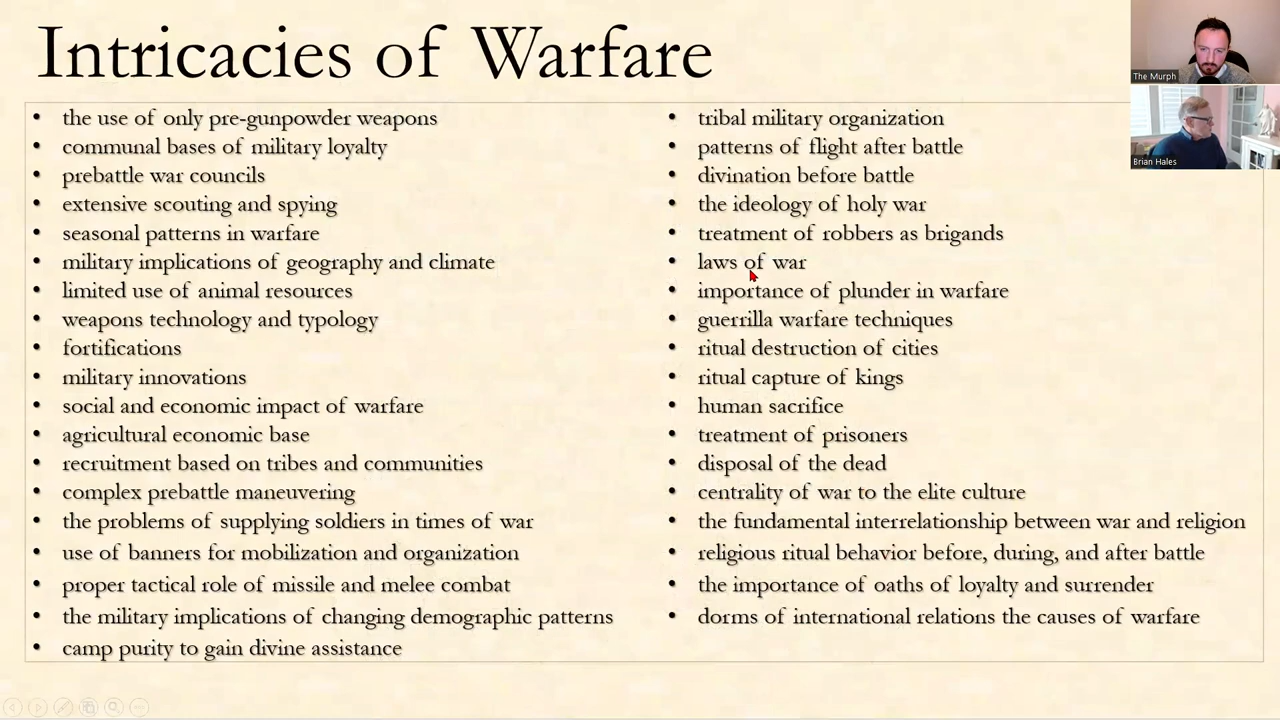 Intricacies of Warfare
• the use of only pre-gunpowder weapons
• communal bases of military loyalty
• prebattle war councils
• extensive scouting and spying
• seasonal patterns in warfare
• military implications of geography and climate
• limited use of animal resources
• weapons technology and typology
• fortifications
• military innovations
• social and economic impact of warfare
• agricultural economic base
• recruitment based on tribes and communities
• complex prebattle maneuvering
• the problems of supplying soldiers in times of war
• use of banners for mobilization and organization
• proper tactical role of missile and melee combat
• the military implications of changing demographic patterns
• camp purity to gain divine assistance
• tribal military organization
• patterns of flight after battle
• divination before battle
• the ideology of holy war
• treatment of robbers as brigands
• laws of war
• importance of plunder in warfare
• guerrilla warfare techniques
• ritual destruction of cities
• ritual capture of kings
• human sacrifice
• treatment of prisoners
• disposal of the dead
• centrality of war to the elite culture
• the fundamental interrelationship between war and religion
• religious ritual behavior before, during, and after battle
• the importance of oaths of loyalty and surrender
• dorms of international relations the causes of warfare
The Murph
Brian Hales